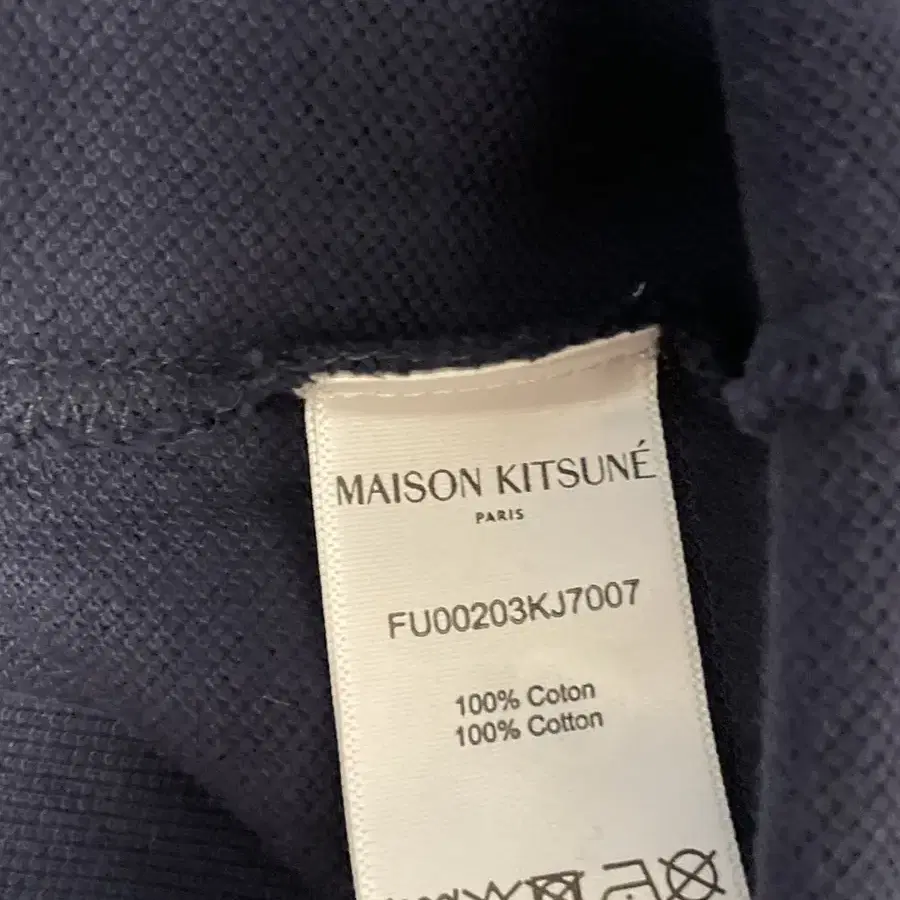 MAISON KITSUNÉ
PARIS
FU00203KJ7007
100% Coton
100% Cotton